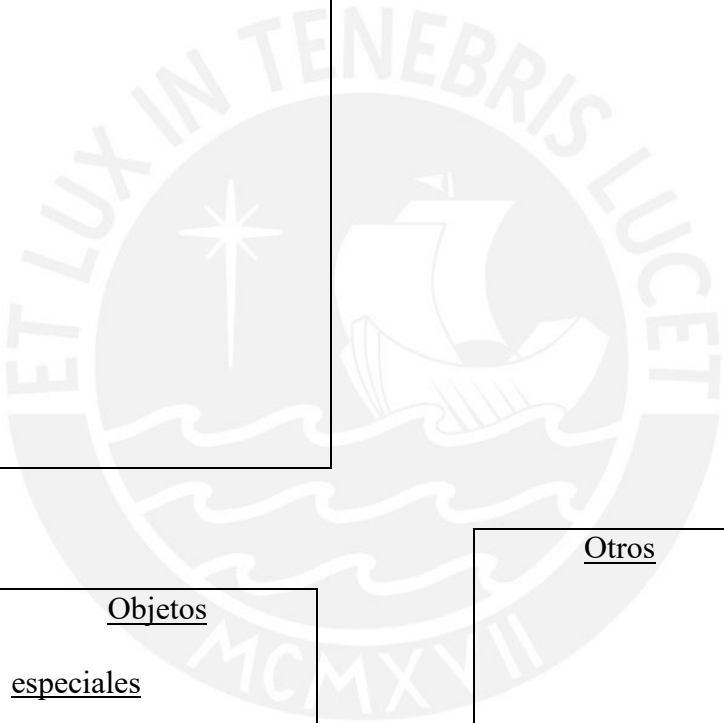 ET LUX IN TENEBRIS LUCET
Otros
Objetos
especiales
MCMXVII